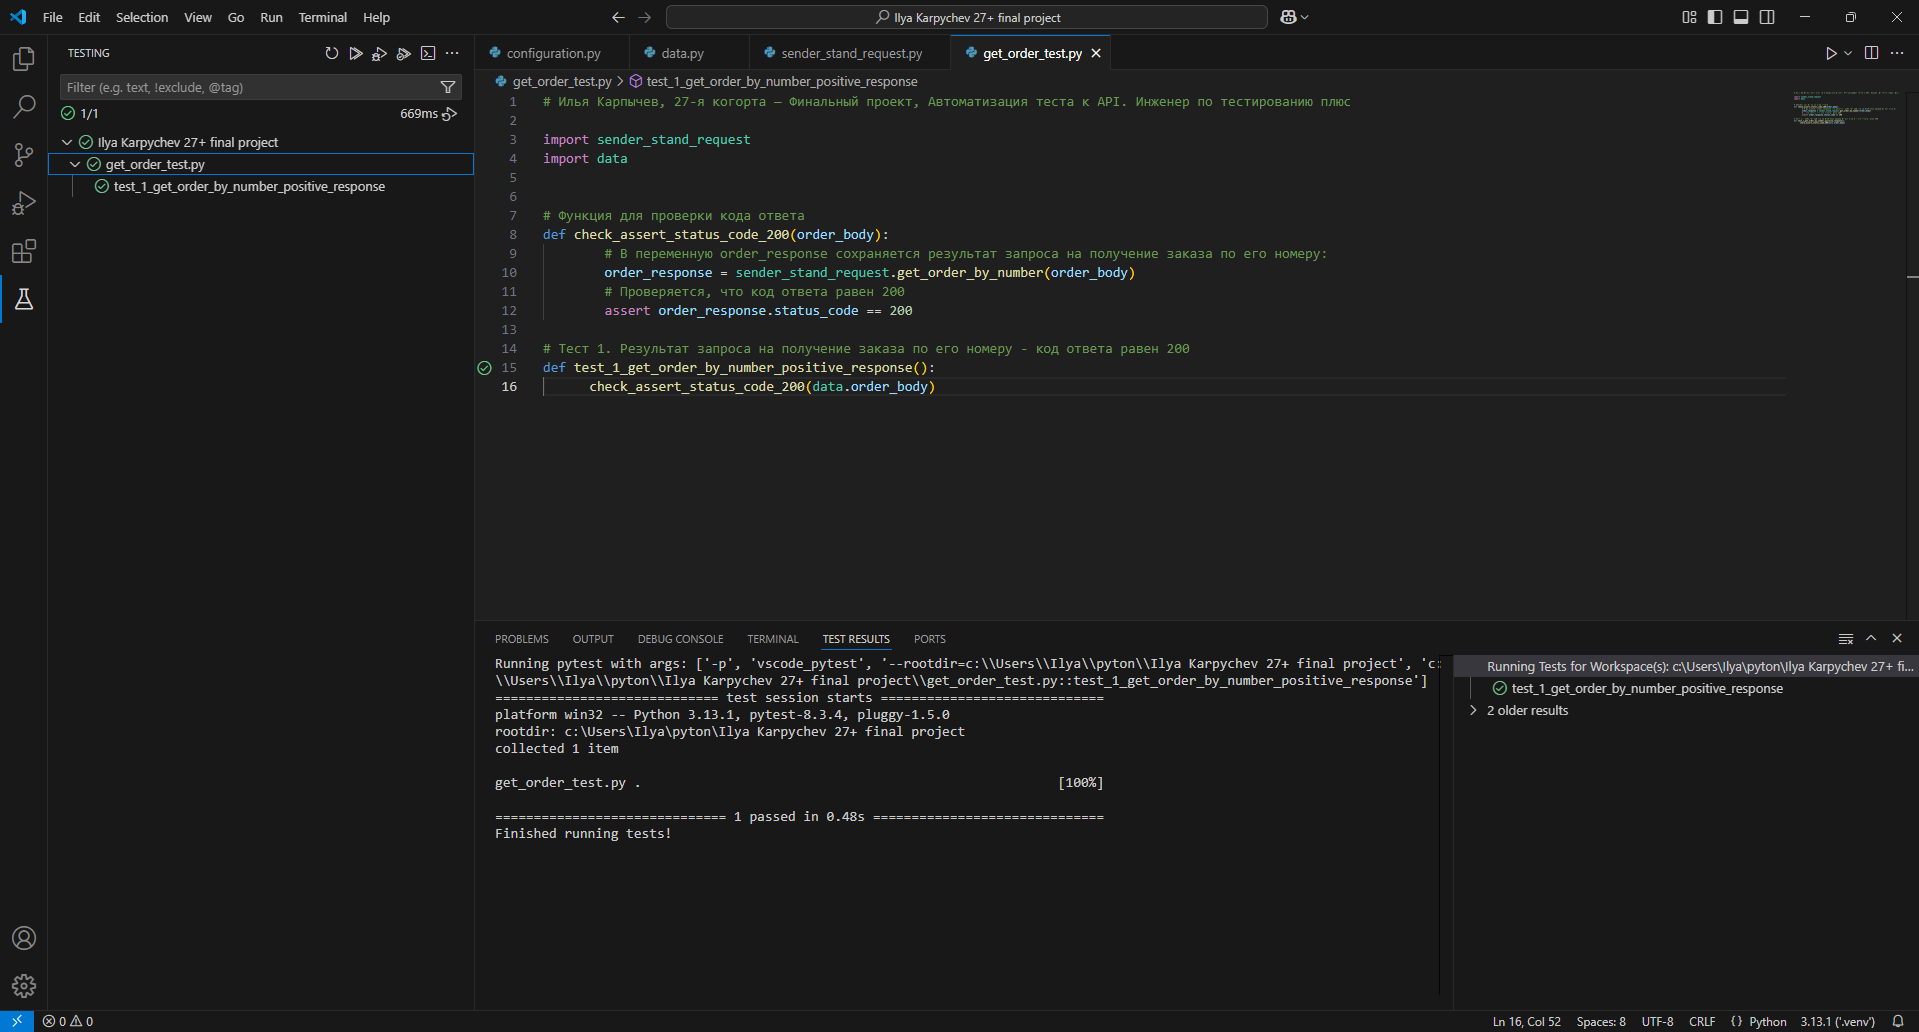 File Edit Selection View Go Run Terminal Help
Ilya Karpychev 27+ final project
TESTING
Filter (e.g. text, !exclude, @tag)
1/1
669ms
Ilya Karpychev 27+ final project
get_order_test.py
test_1_get_order_by_number_positive_response
configuration.py
data.py
sender_stand_request.py
get_order_test.py
get_order_test.py > test_1_get_order_by_number_positive_response
1 # Илья Карпычев, 27-я когорта — Финальный проект, Автоматизация теста к API. Инженер по тестированию плюс
2
3 import sender_stand_request
4 import data
5
6
7 # Функция для проверки кода ответа
8 def check_assert_status_code_200(order_body):
9 # В переменную order_response сохраняется результат запроса на получение заказа по его номеру:
10 order_response = sender_stand_request.get_order_by_number(order_body)
11 # Проверяется, что код ответа равен 200
12 assert order_response.status_code == 200
13
14 # Тест 1. Результат запроса на получение заказа по его номеру - код ответа равен 200
15 def test_1_get_order_by_number_positive_response():
16 check_assert_status_code_200(data.order_body)
PROBLEMS OUTPUT DEBUG CONSOLE TERMINAL TEST RESULTS PORTS
Running pytest with args: ['-p', 'vscode_pytest', '--rootdir=c:\\Users\\Ilya\\pyton\\Ilya Karpychev 27+ final project', 'c:
\\Users\\Ilya\\pyton\\Ilya Karpychev 27+ final project\\get_order_test.py::test_1_get_order_by_number_positive_response']
============================= test session starts =============================
platform win32 -- Python 3.13.1, pytest-8.3.4, pluggy-1.5.0
rootdir: c:\Users\Ilya\pyton\Ilya Karpychev 27+ final project
collected 1 item
get_order_test.py . [100%]
============================== 1 passed in 0.48s ==============================
Finished running tests!
Running Tests for Workspace(s): c:\Users\Ilya\pyton\Ilya Karpychev 27+ fi...
test_1_get_order_by_number_positive_response
2 older results
0 0
Ln 16, Col 52 Spaces: 8 UTF-8 CRLF {} Python 3.13.1 ('.venv')